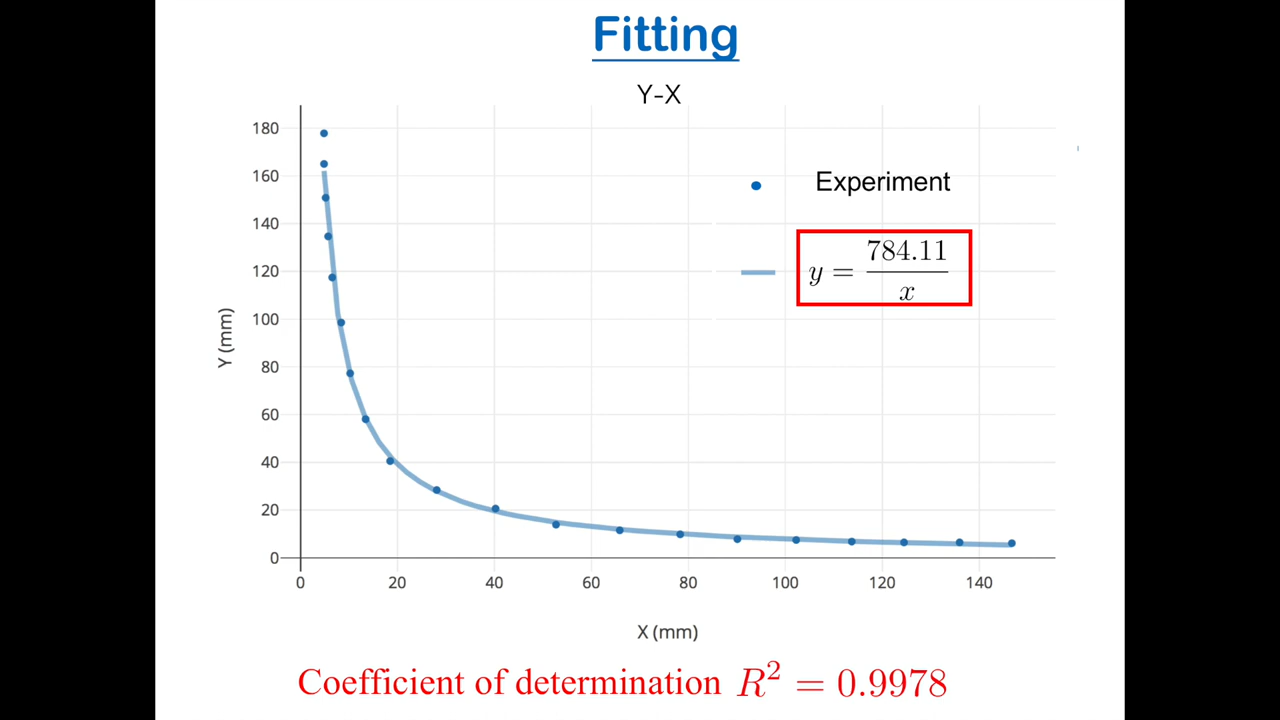 Fitting
Y-X
180
160
140
120
100
80
60
40
20
0
Y (mm)
Experiment
y = 784.11 / x
0 20 40 60 80 100 120 140
X (mm)
Coefficient of determination R² = 0.9978